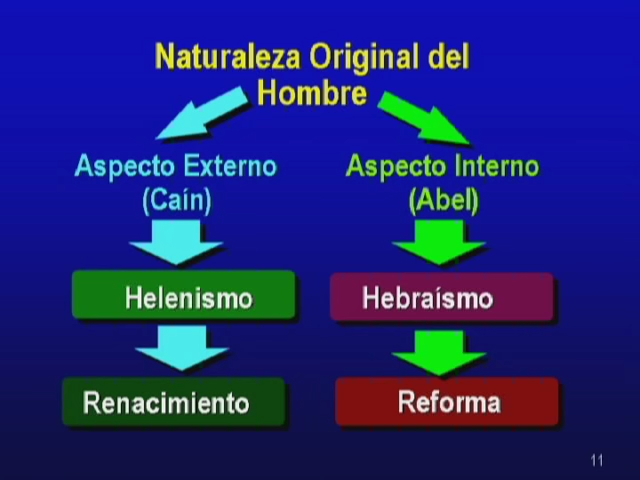 Naturaleza Original del
Hombre
Aspecto Externo
(Caín)
Aspecto Interno
(Abel)
Helenismo
Hebraísmo
Renacimiento
Reforma
11